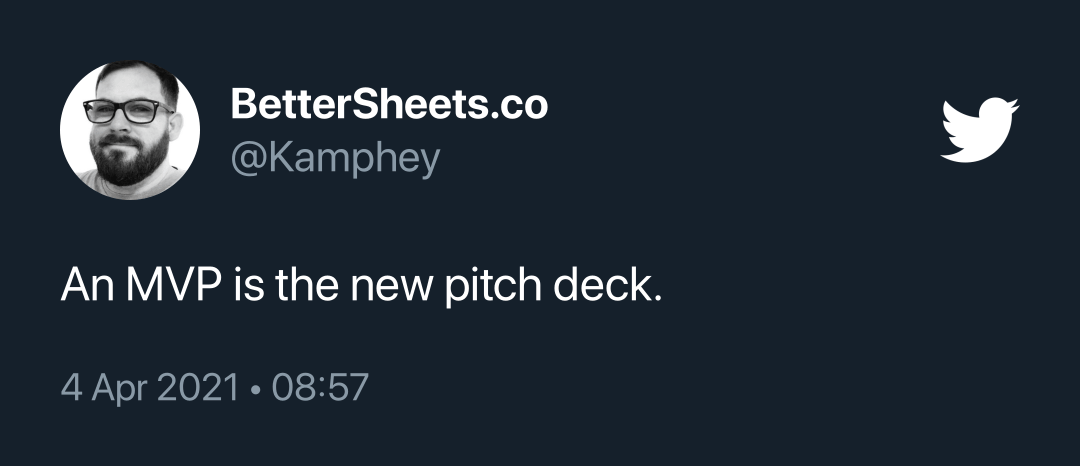 BetterSheets.co
@Kamphey
An MVP is the new pitch deck.
4 Apr 2021 • 08:57